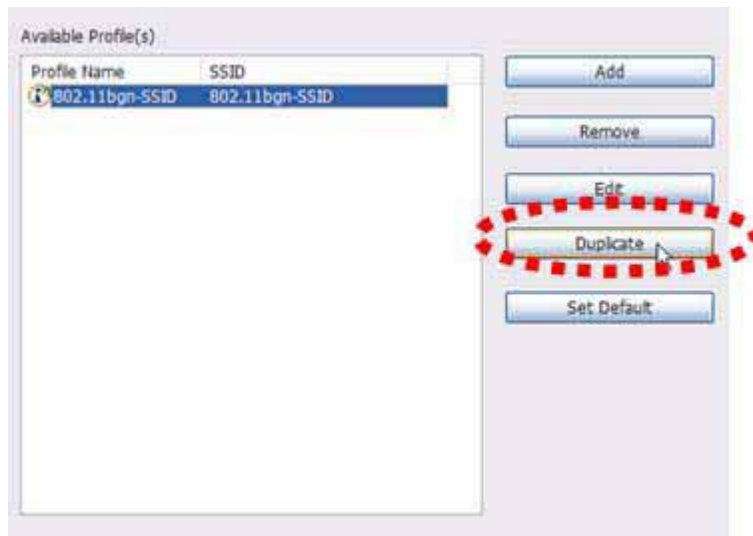 Available Profile(s)
Profile Name SSID
802.11bgn-SSID 802.11bgn-SSID
Add
Remove
Edit
Duplicate
Set Default